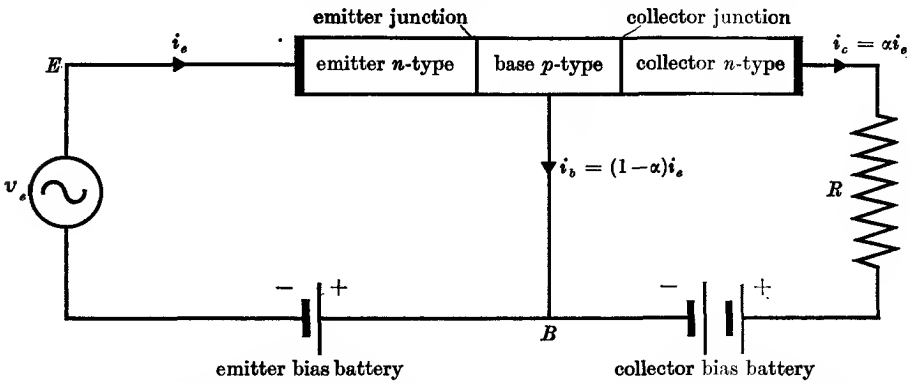 emitter junction
collector junction
i_e
i_c = αi_e
E
emitter n-type
base p-type
collector n-type
i_b = (1−α)i_e
v_e
R
− +
− +
B
emitter bias battery
collector bias battery